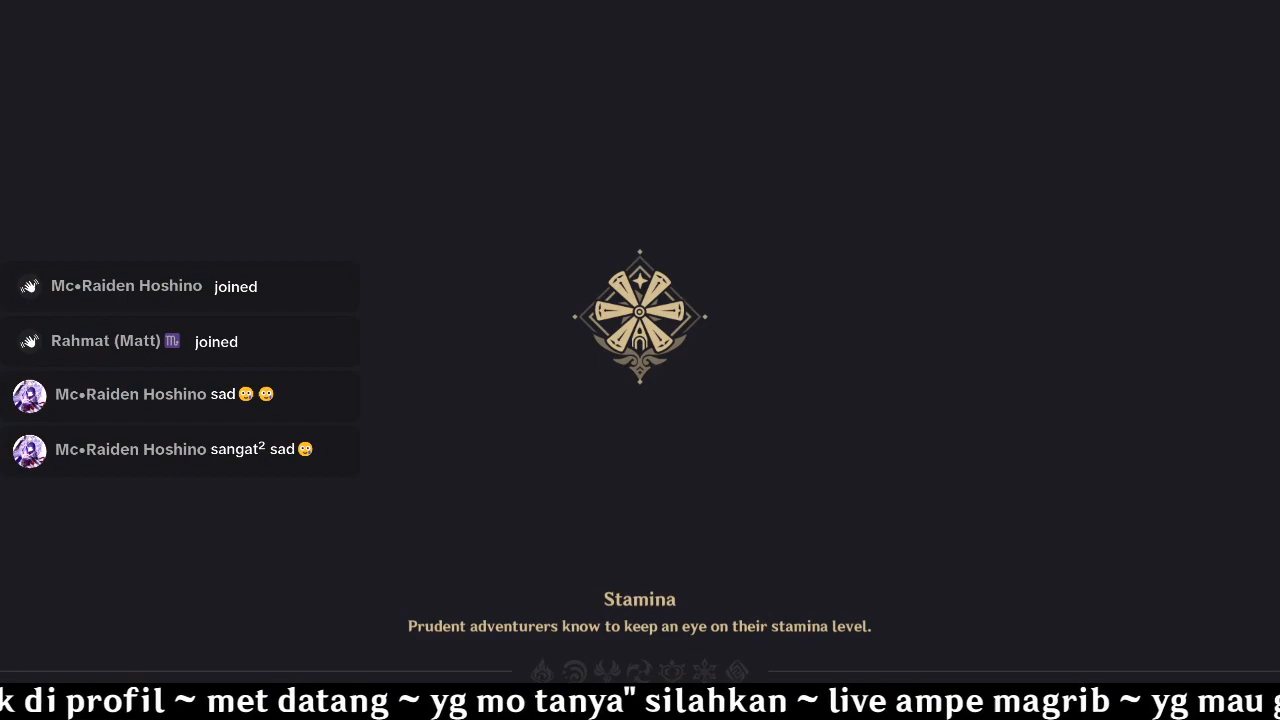 Mc•Raiden Hoshino joined
Rahmat (Matt)♏ joined
Mc•Raiden Hoshino sad😳😳
Mc•Raiden Hoshino sangat² sad😳
Stamina
Prudent adventurers know to keep an eye on their stamina level.
k di profil ~ met datang ~ yg mo tanya" silahkan ~ live ampe magrib ~ yg mau